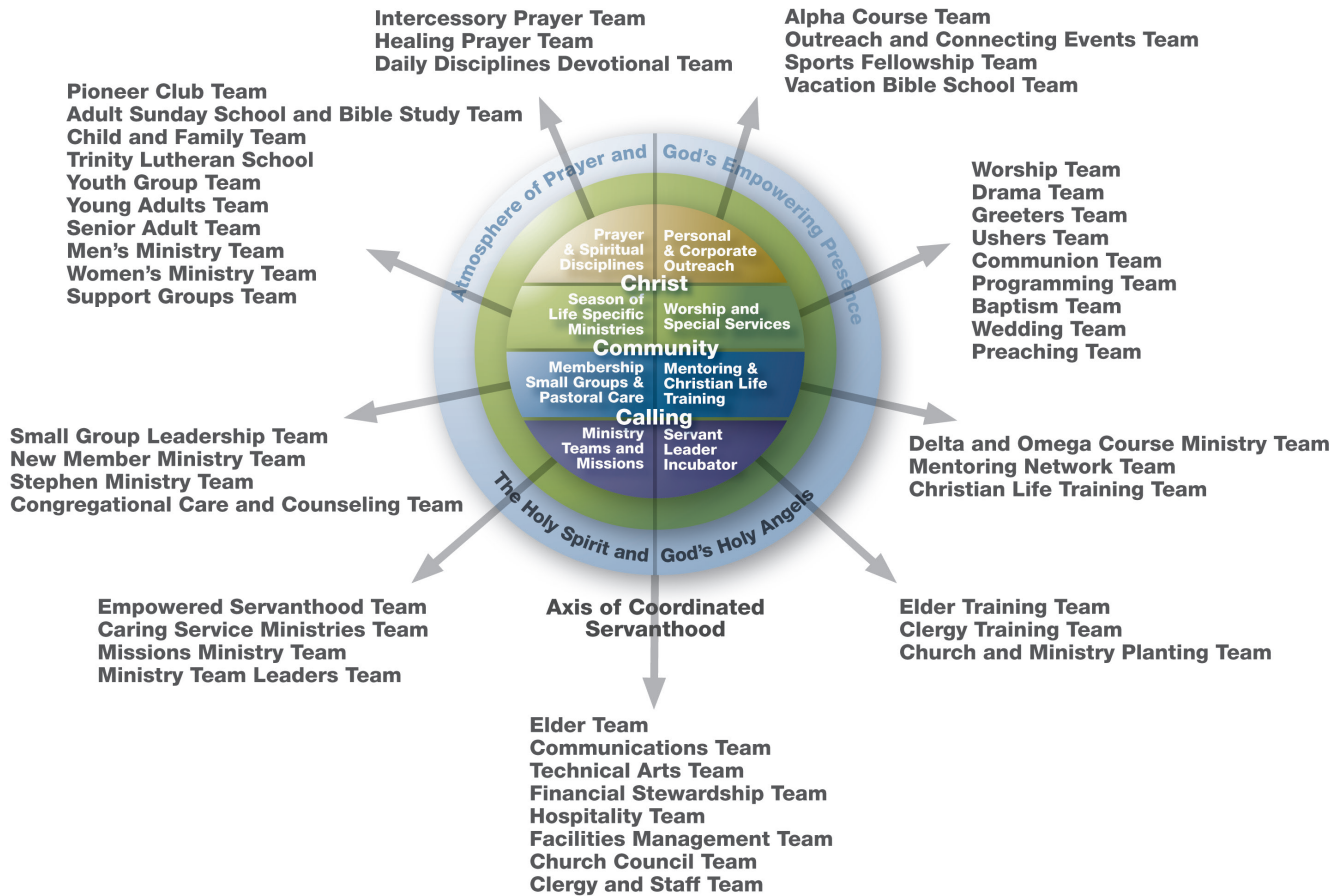 Intercessory Prayer Team
Healing Prayer Team
Daily Disciplines Devotional Team
Alpha Course Team
Outreach and Connecting Events Team
Sports Fellowship Team
Vacation Bible School Team
Pioneer Club Team
Adult Sunday School and Bible Study Team
Child and Family Team
Trinity Lutheran School
Youth Group Team
Young Adults Team
Senior Adult Team
Men's Ministry Team
Women's Ministry Team
Support Groups Team
Worship Team
Drama Team
Greeters Team
Ushers Team
Communion Team
Programming Team
Baptism Team
Wedding Team
Preaching Team
Atmosphere of Prayer and God's Empowering Presence
Prayer
& Spiritual
Disciplines
Personal
& Corporate
Outreach
Christ
Season of
Life Specific
Ministries
Worship and
Special Services
Community
Membership
Small Groups &
Pastoral Care
Mentoring &
Christian Life
Training
Calling
Ministry
Teams and
Missions
Servant
Leader
Incubator
The Holy Spirit and God's Holy Angels
Small Group Leadership Team
New Member Ministry Team
Stephen Ministry Team
Congregational Care and Counseling Team
Delta and Omega Course Ministry Team
Mentoring Network Team
Christian Life Training Team
Empowered Servanthood Team
Caring Service Ministries Team
Missions Ministry Team
Ministry Team Leaders Team
Axis of Coordinated
Servanthood
Elder Training Team
Clergy Training Team
Church and Ministry Planting Team
Elder Team
Communications Team
Technical Arts Team
Financial Stewardship Team
Hospitality Team
Facilities Management Team
Church Council Team
Clergy and Staff Team